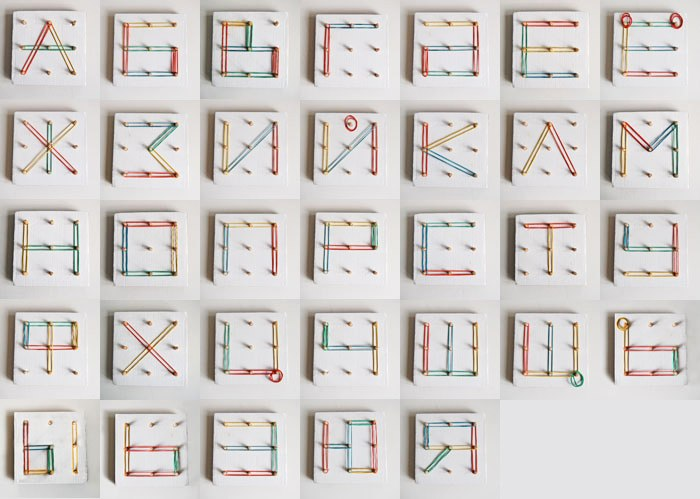 А Б В Г Д Е Ё
Ж З И Й К Л М
Н О П Р С Т У
Ф Х Ц Ч Ш Щ Ъ
Ы Ь Э Ю Я